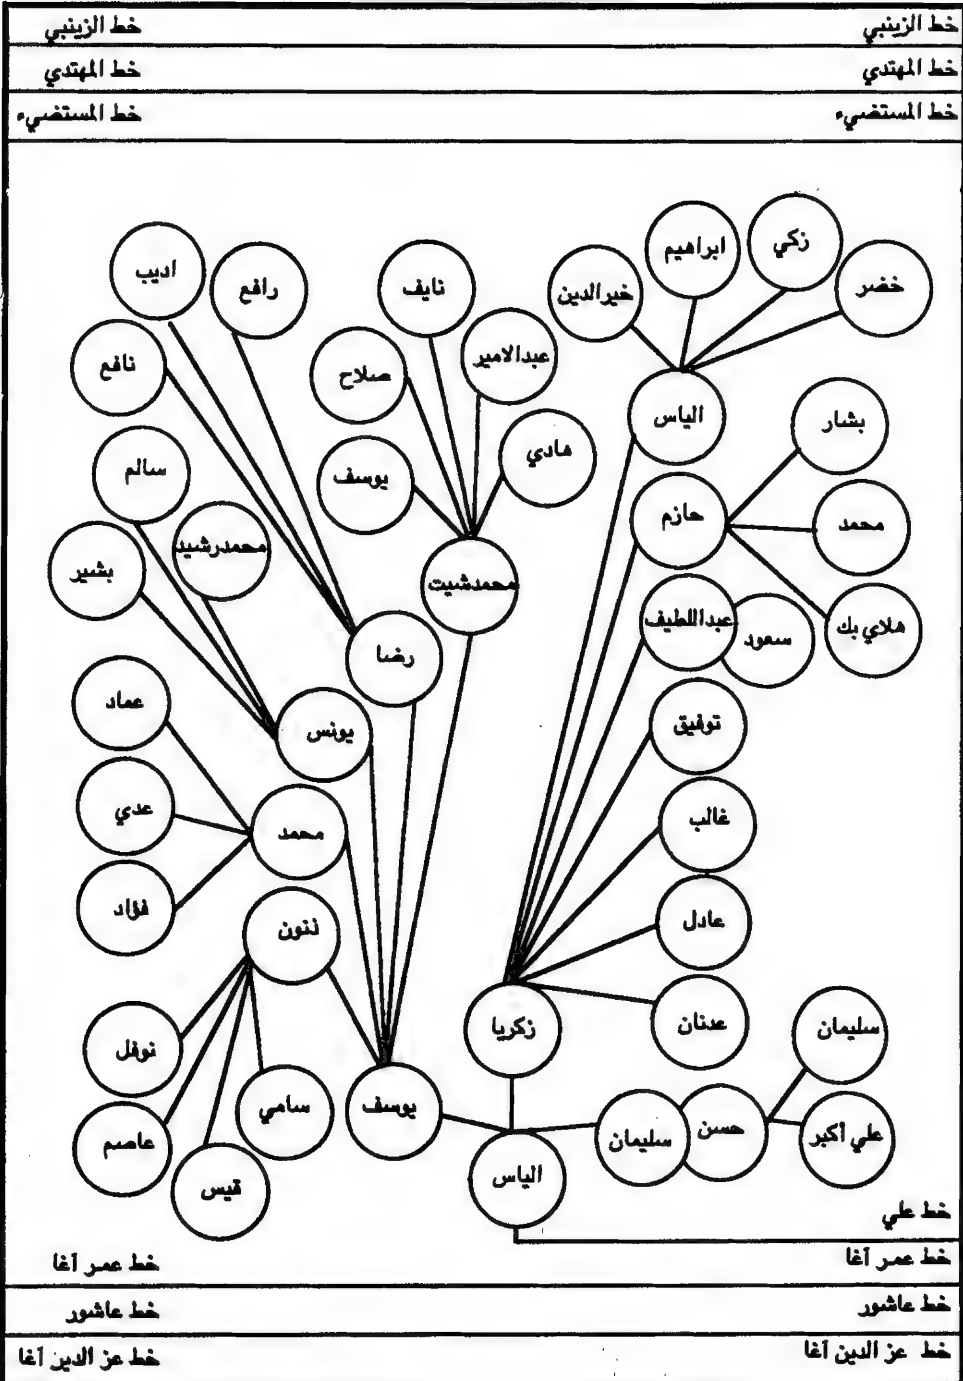 خط الزينبي خط الزينبي
خط المهتدي خط المهتدي
خط المستضيء خط المستضيء
خضر
زكي
ابراهيم
خيرالدين
الياس
بشار
محمد
هلاي بك
حازم
سعود
عبداللطيف
توفيق
غالب
عادل
عدنان
زكريا
نايف
عبدالامير
صلاح
هادي
يوسف
محمدشيت
رافع
اديب
نافع
رضا
سالم
محمدرشيد
بشير
يونس
عماد
عدي
فؤاد
محمد
ننون
نوفل
عاصم
قيس
سامي
يوسف
سليمان
علي أكبر
حسن
سليمان
الياس
خط علي
خط عمر آغا خط عمر آغا
خط عاشور خط عاشور
خط عز الدين آغا خط عز الدين آغا